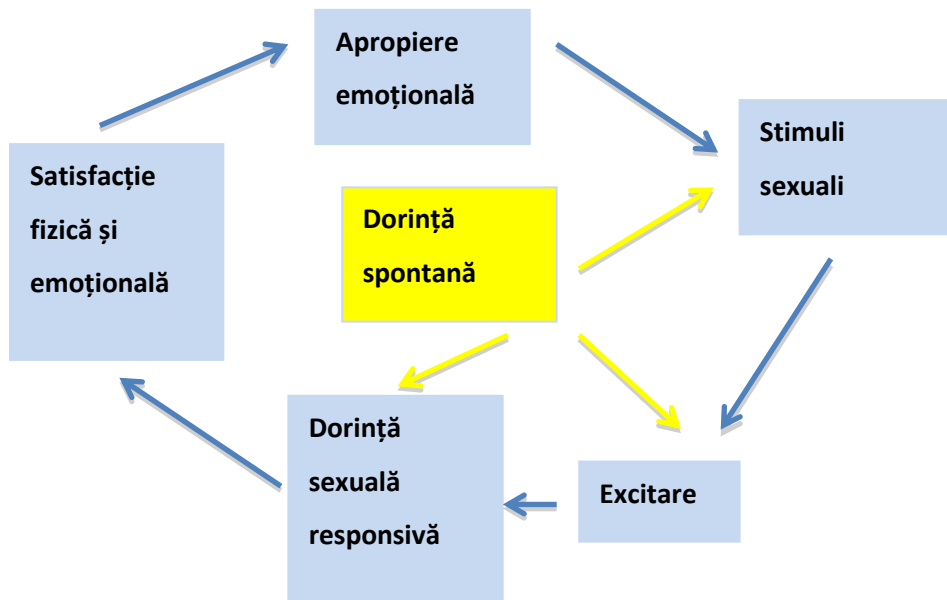 Apropiere
emoțională
Stimuli
sexuali
Satisfacție
fizică și
emoțională
Dorință
spontană
Dorință
sexuală
responsivă
Excitare